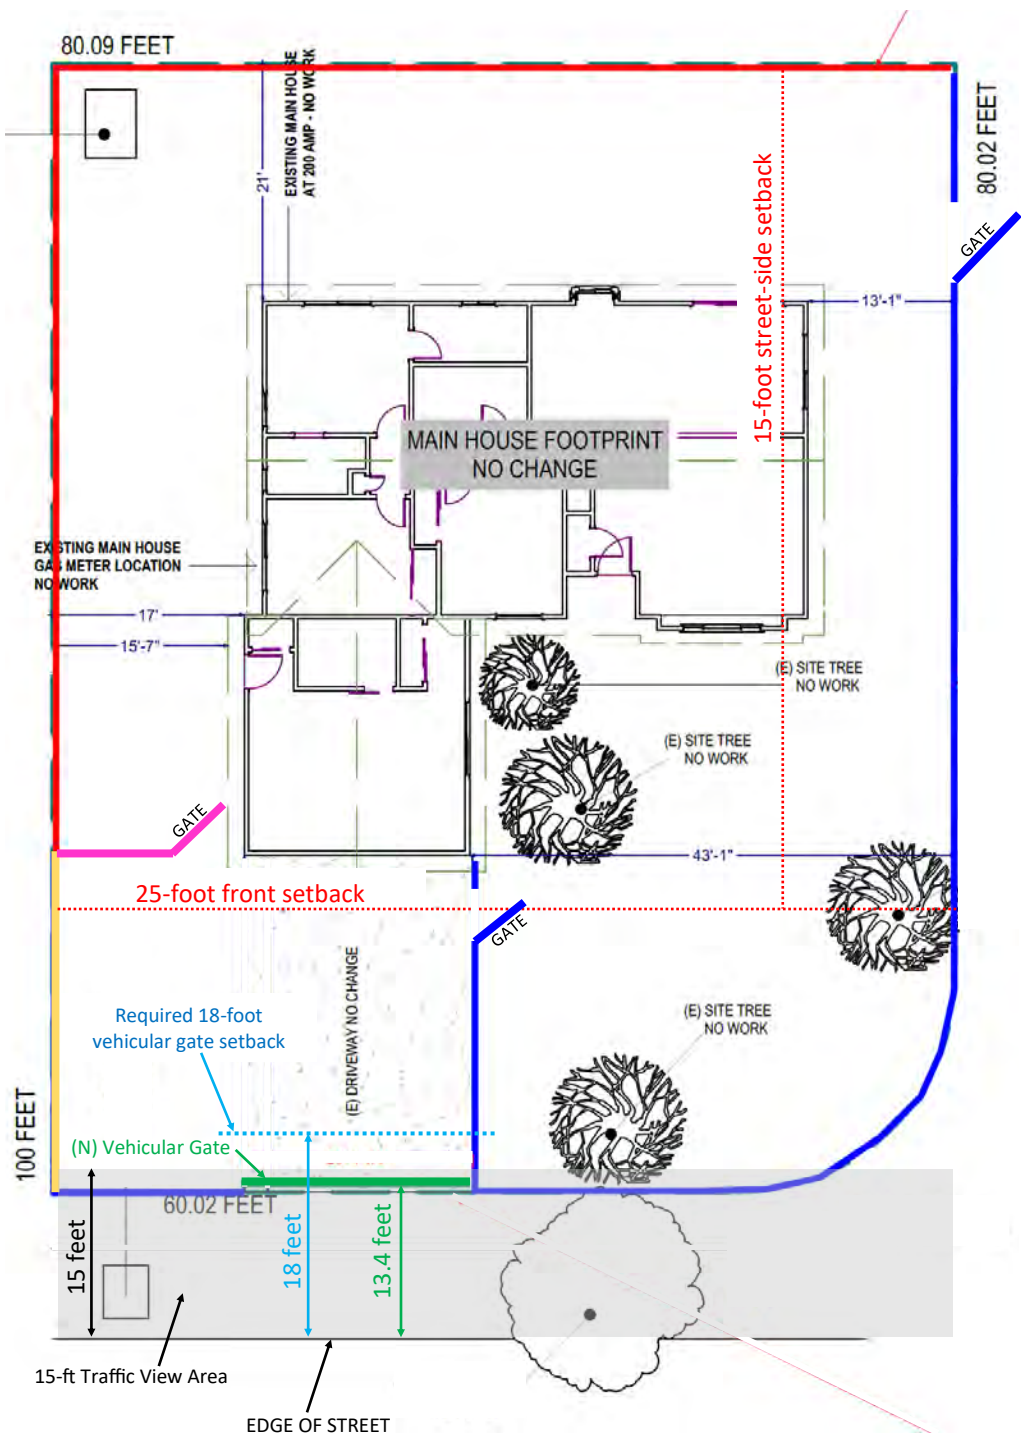 80.09 FEET
EXISTING MAIN HOUSE
AT 200 AMP - NO WORK
80.02 FEET
21'
15-foot street-side setback
GATE
13'-1"
MAIN HOUSE FOOTPRINT
NO CHANGE
EXISTING MAIN HOUSE
GAS METER LOCATION
NO WORK
17'
15'-7"
(E) SITE TREE
NO WORK
(E) SITE TREE
NO WORK
GATE
43'-1"
25-foot front setback
GATE
(E) DRIVEWAY NO CHANGE
Required 18-foot
vehicular gate setback
(E) SITE TREE
NO WORK
100 FEET
(N) Vehicular Gate
60.02 FEET
15 feet
18 feet
13.4 feet
15-ft Traffic View Area
EDGE OF STREET